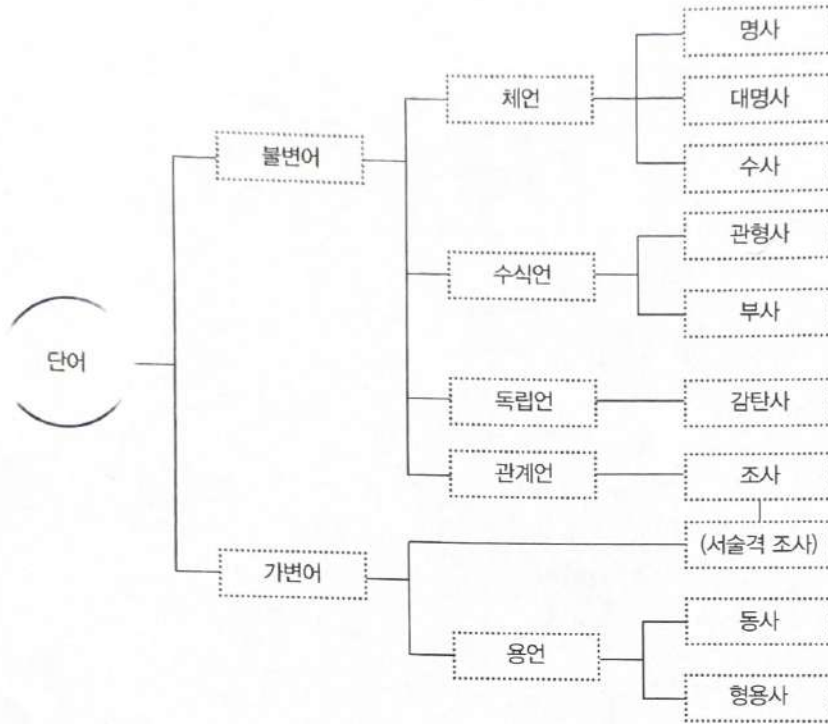 명사
체언
대명사
불변어
수사
관형사
수식언
부사
단어
독립언
감탄사
관계언
조사
(서술격 조사)
가변어
동사
용언
형용사